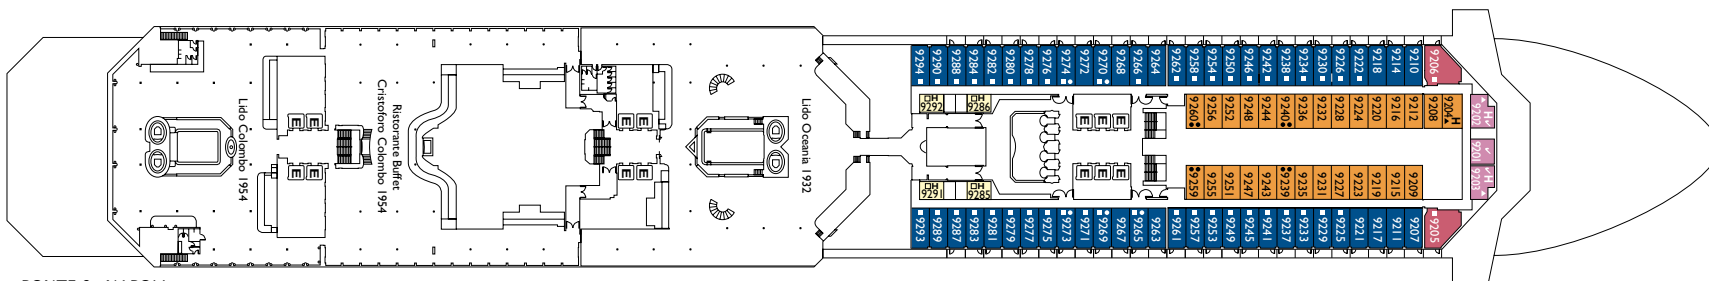 Lido Colombo 1954
Lido Colombo 1954
Ristorante Buffet
Cristoforo Colombo 1954
Lido Oceania 1932
E E
E E
E E
E E
E E E
E E E
9294 9290 9288 9284 9282 9280 9278 9276 9274 9272 9270 9268 9266 9264 9262 9258 9254 9250 9246 9242 9238 9234 9230 9226 9222 9218 9214 9210 9206
H 9292 H 9286
9260 9256 9252 9248 9244 9240 9236 9232 9228 9224 9220 9216 9212 9208 9204 H
H 9202
9201
H 9203
9259 9255 9251 9247 9243 9239 9235 9231 9227 9223 9219 9215 9209
H 9291 H 9285
9293 9289 9287 9283 9281 9279 9277 9275 9273 9271 9269 9267 9265 9263 9261 9257 9253 9249 9245 9241 9237 9233 9229 9225 9221 9217 9211 9207 9205